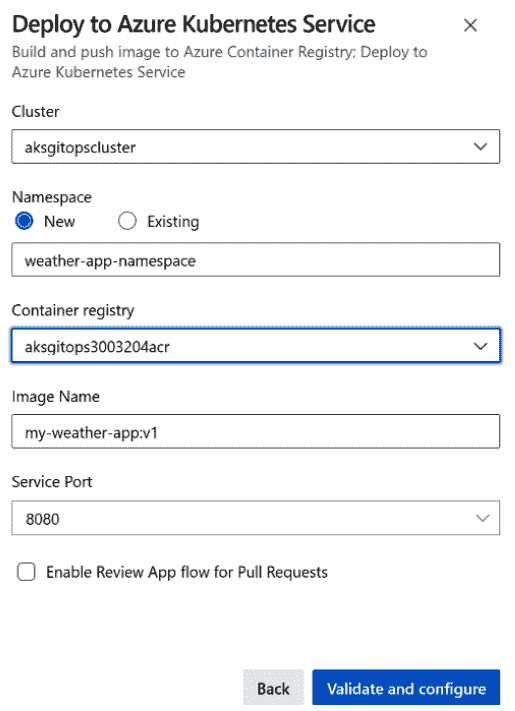 Deploy to Azure Kubernetes Service
Build and push image to Azure Container Registry; Deploy to
Azure Kubernetes Service
Cluster
aksgitopscluster
Namespace
New
Existing
weather-app-namespace
Container registry
aksgitops3003204acr
Image Name
my-weather-app:v1
Service Port
8080
Enable Review App flow for Pull Requests
Back
Validate and configure